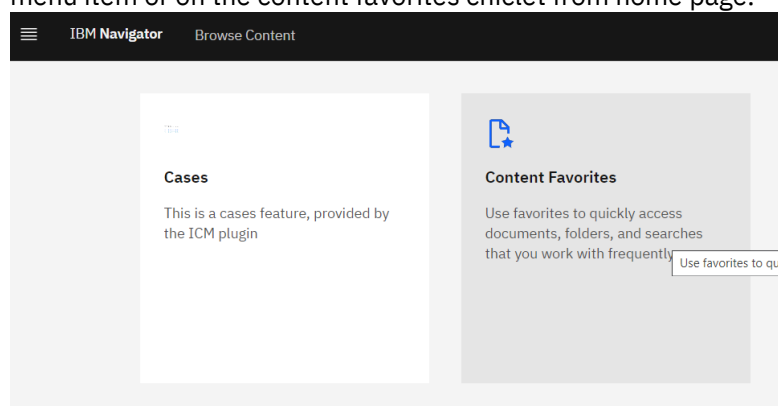 menu item or on the content favorites chiclet from home page.
IBM Navigator Browse Content
Cases
This is a cases feature, provided by
the ICM plugin
Content Favorites
Use favorites to quickly access
documents, folders, and searches
that you work with frequently
Use favorites to qu